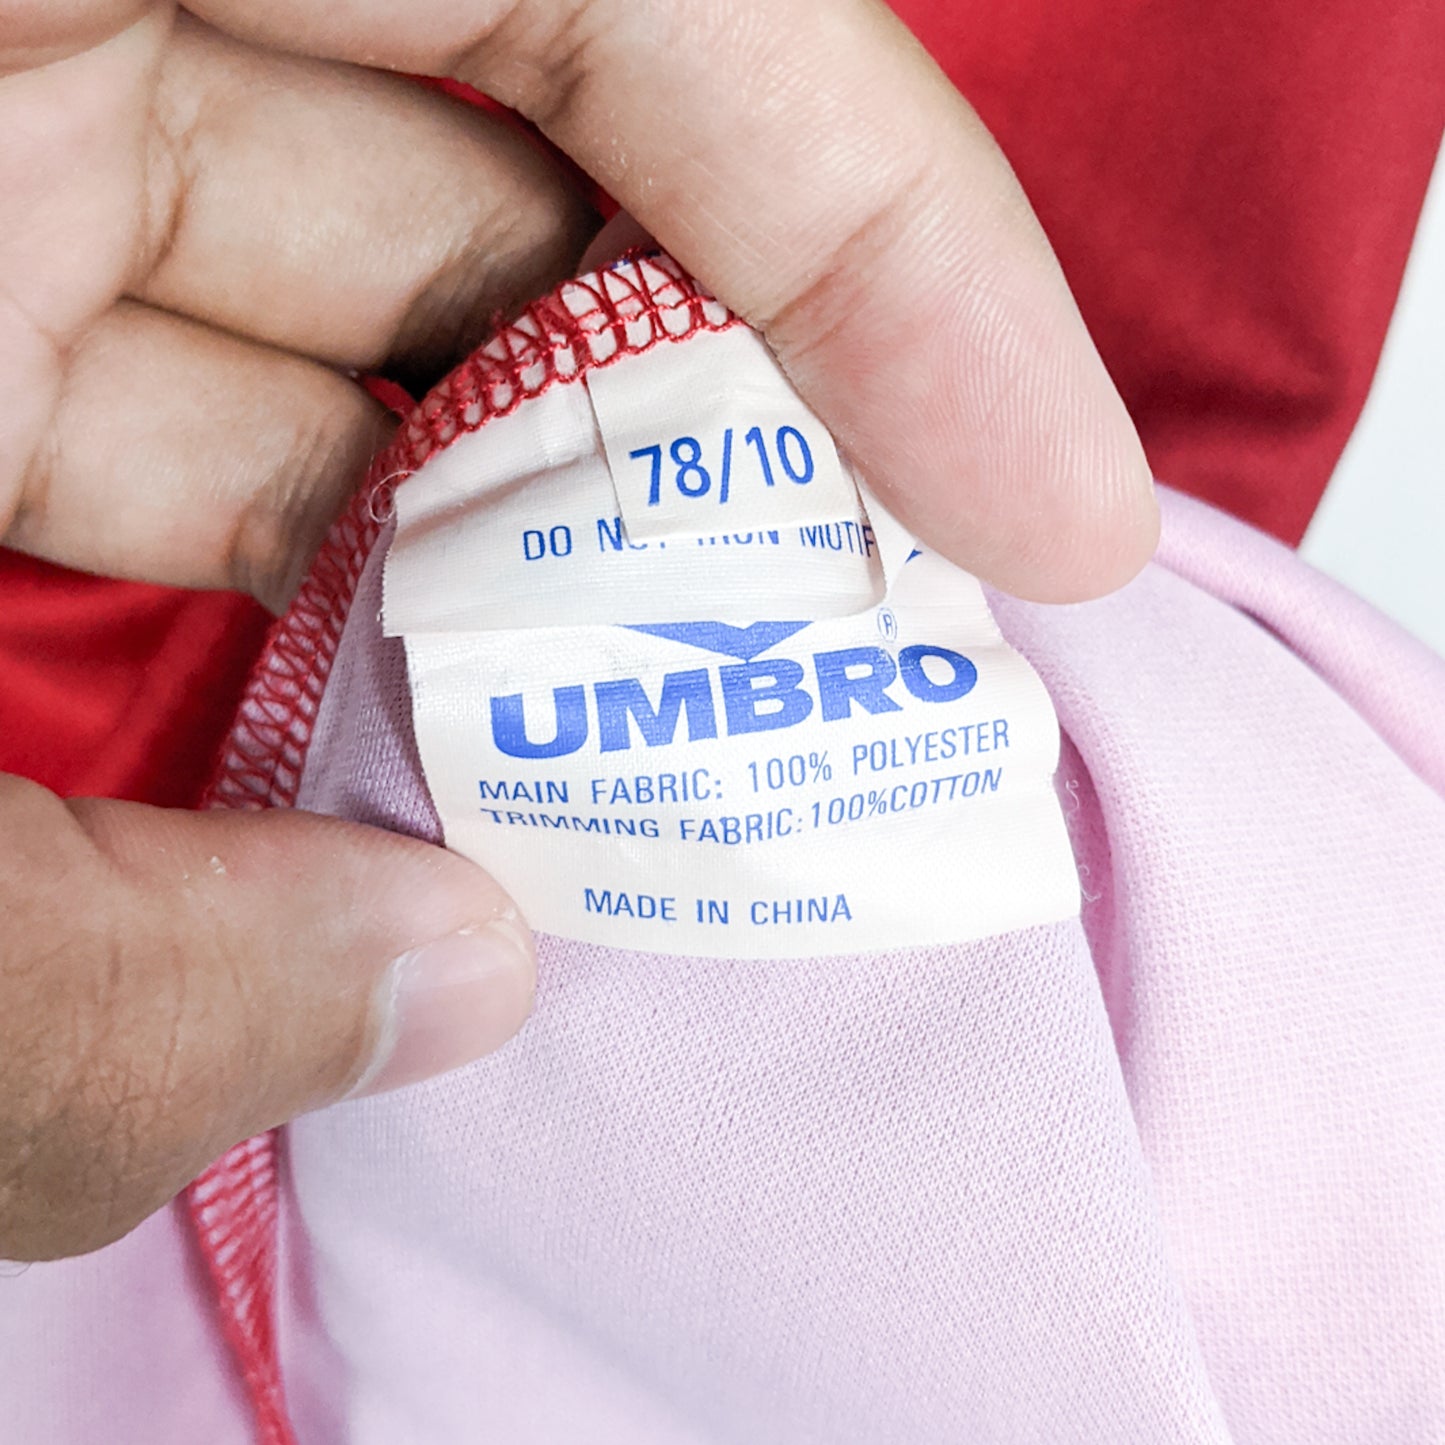 78/10
DO NOT IRON MOTIF
UMBRO®
MAIN FABRIC: 100% POLYESTER
TRIMMING FABRIC:100%COTTON
MADE IN CHINA